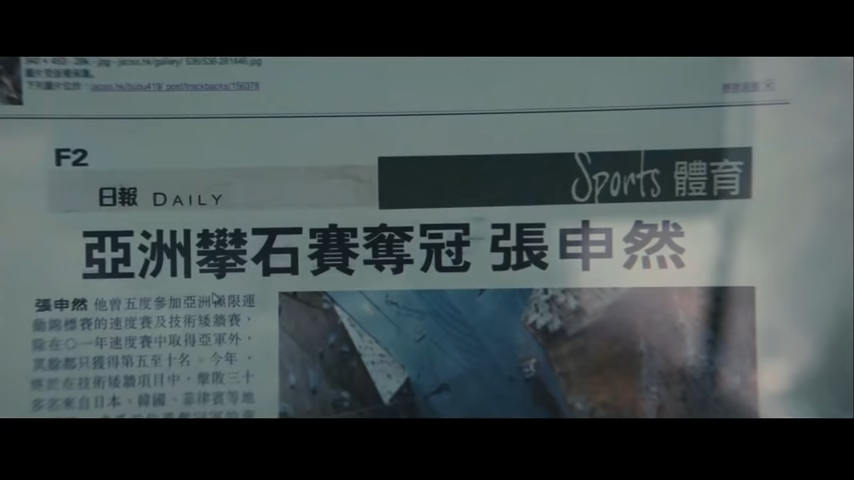 F2
日報 DAILY
Sports 體育
亞洲攀石賽奪冠 張申然
張申然 他曾五度參加亞洲極限運
動錦標賽的速度賽及技術矮牆賽，
除在〇一年速度賽中取得亞軍外，
其餘都只獲得第五至十名。今年，
終於在技術矮牆項目中，擊敗三十
多名來自日本、韓國、菲律賓等地